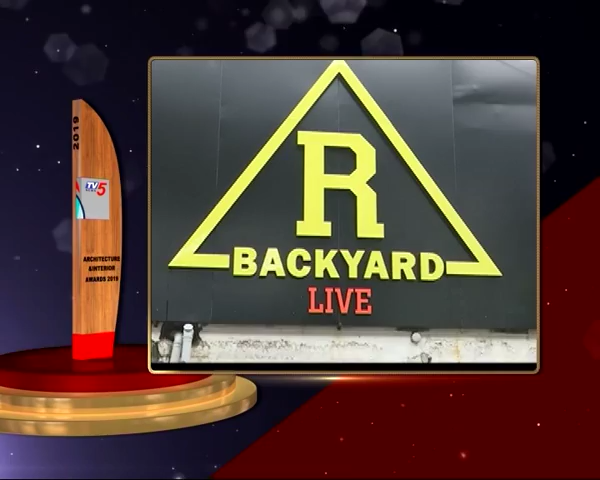 2019
TV5
ARCHITECTURE
&INTERIOR
AWARDS 2019
R
BACKYARD
LIVE